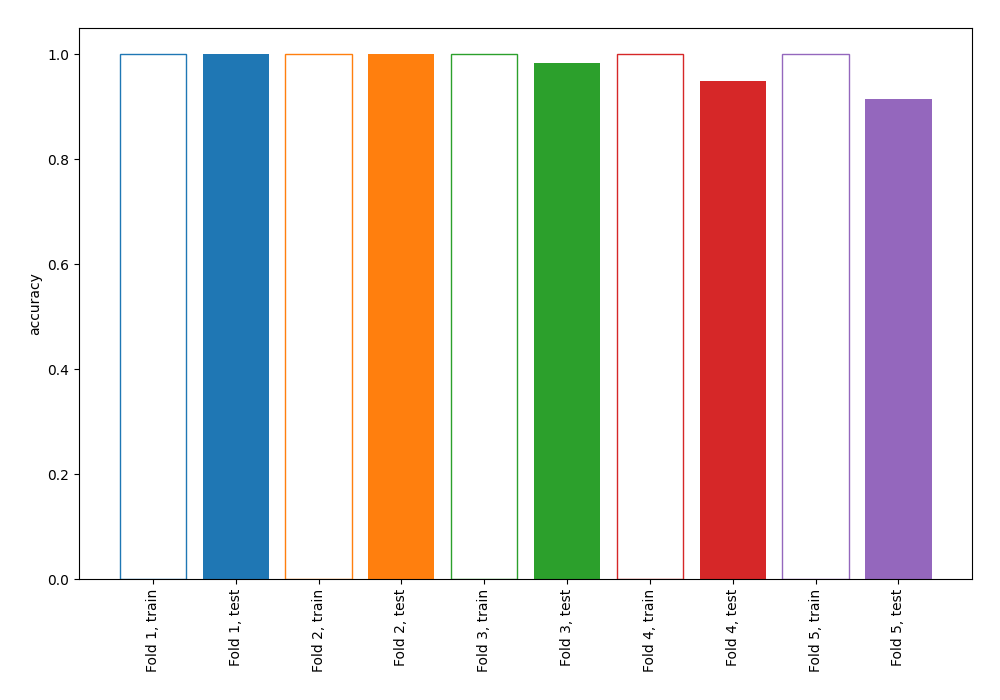 accuracy
1.0
0.8
0.6
0.4
0.2
0.0
Fold 1, train
Fold 1, test
Fold 2, train
Fold 2, test
Fold 3, train
Fold 3, test
Fold 4, train
Fold 4, test
Fold 5, train
Fold 5, test